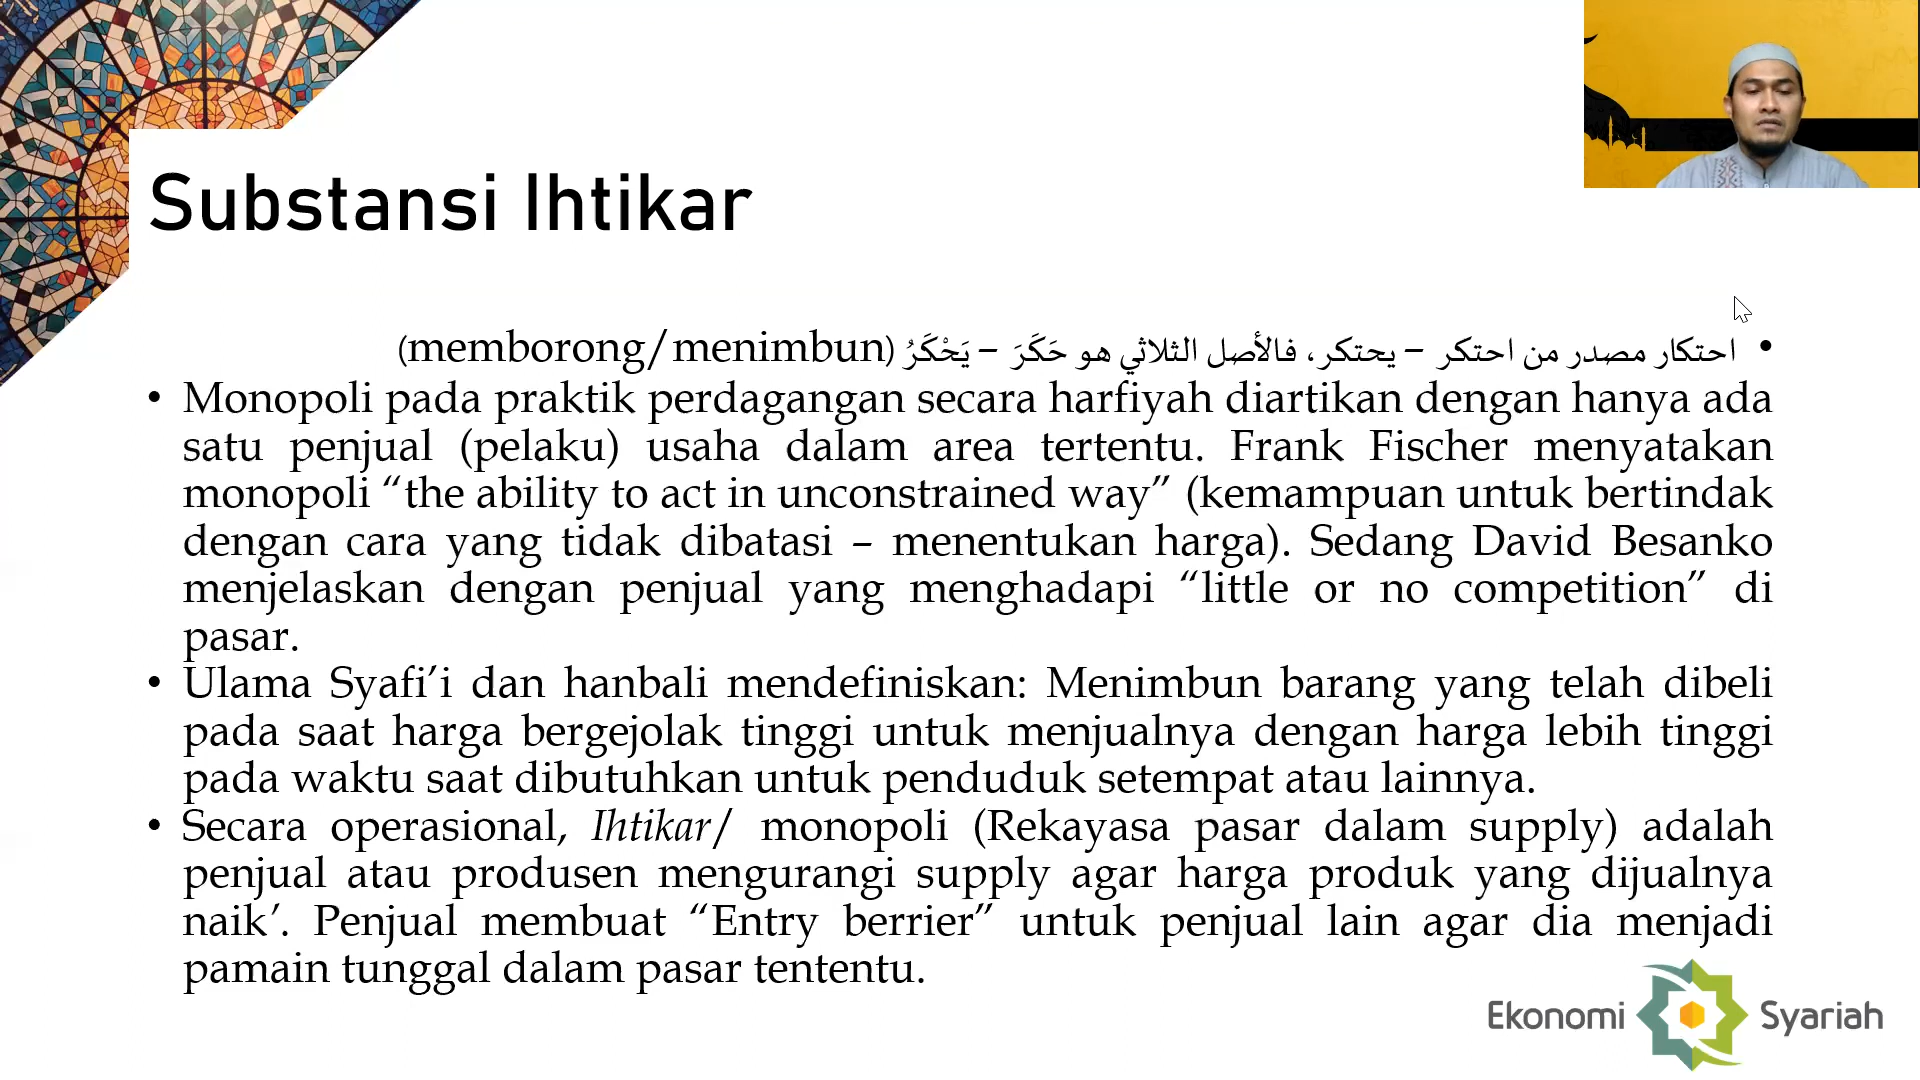 Substansi Ihtikar
• احتكار مصدر من احتكر – يحتكر، فالأصل الثلاثي هو حَكَرَ – يَحْكَرُ (memborong/menimbun)
• Monopoli pada praktik perdagangan secara harfiyah diartikan dengan hanya ada
satu penjual (pelaku) usaha dalam area tertentu. Frank Fischer menyatakan
monopoli “the ability to act in unconstrained way” (kemampuan untuk bertindak
dengan cara yang tidak dibatasi – menentukan harga). Sedang David Besanko
menjelaskan dengan penjual yang menghadapi “little or no competition” di
pasar.
• Ulama Syafi’i dan hanbali mendefiniskan: Menimbun barang yang telah dibeli
pada saat harga bergejolak tinggi untuk menjualnya dengan harga lebih tinggi
pada waktu saat dibutuhkan untuk penduduk setempat atau lainnya.
• Secara operasional, Ihtikar/ monopoli (Rekayasa pasar dalam supply) adalah
penjual atau produsen mengurangi supply agar harga produk yang dijualnya
naik’. Penjual membuat “Entry berrier” untuk penjual lain agar dia menjadi
pamain tunggal dalam pasar tententu.
Ekonomi Syariah